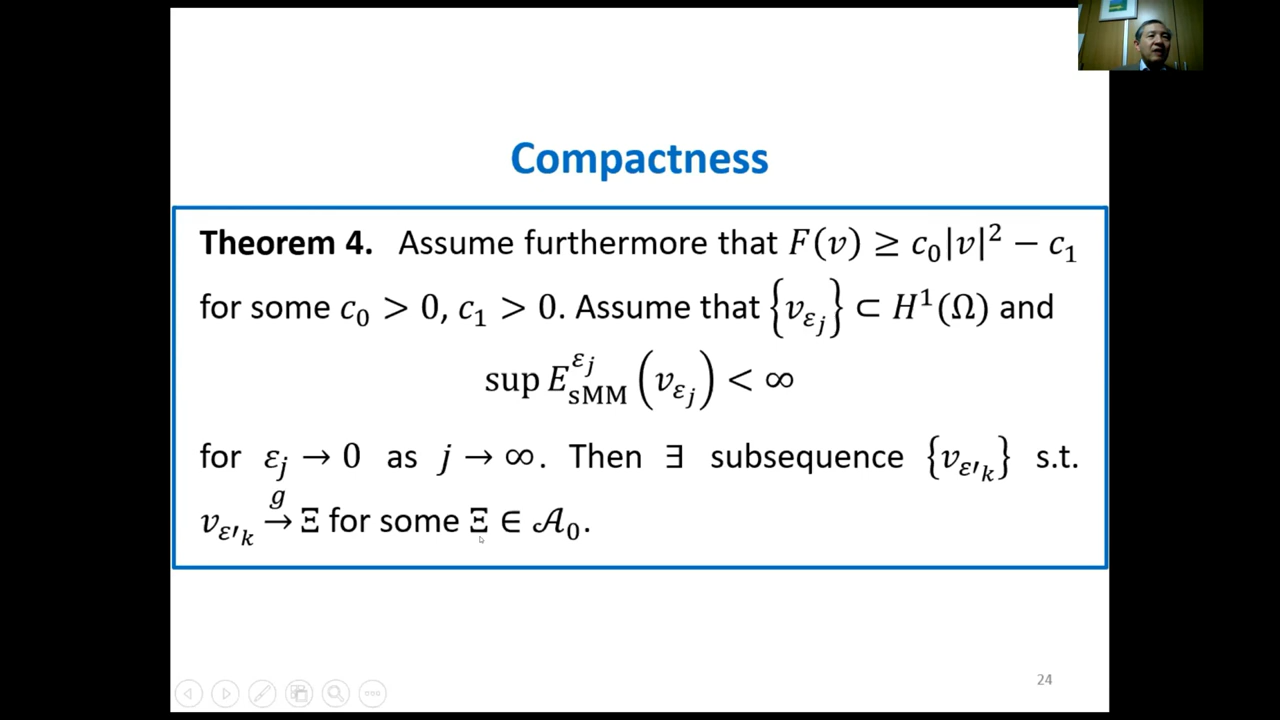 Compactness
Theorem 4. Assume furthermore that F(v) ≥ c₀|v|² − c₁
for some c₀ > 0, c₁ > 0. Assume that {v_{ε_j}} ⊂ H¹(Ω) and
sup E_{sMM}^{ε_j} (v_{ε_j}) < ∞
for ε_j → 0 as j → ∞. Then ∃ subsequence {v_{ε′_k}} s.t.
v_{ε′_k} \xrightarrow{g} Ξ for some Ξ ∈ 𝒜₀.
24